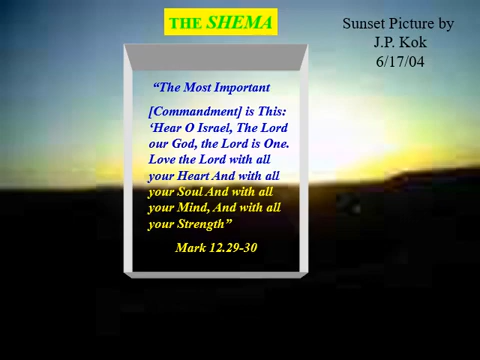 THE SHEMA
Sunset Picture by
J.P. Kok
6/17/04
“The Most Important
[Commandment] is This:
‘Hear O Israel, The Lord
our God, the Lord is One.
Love the Lord with all
your Heart And with all
your Soul And with all
your Mind, And with all
your Strength”
Mark 12.29-30